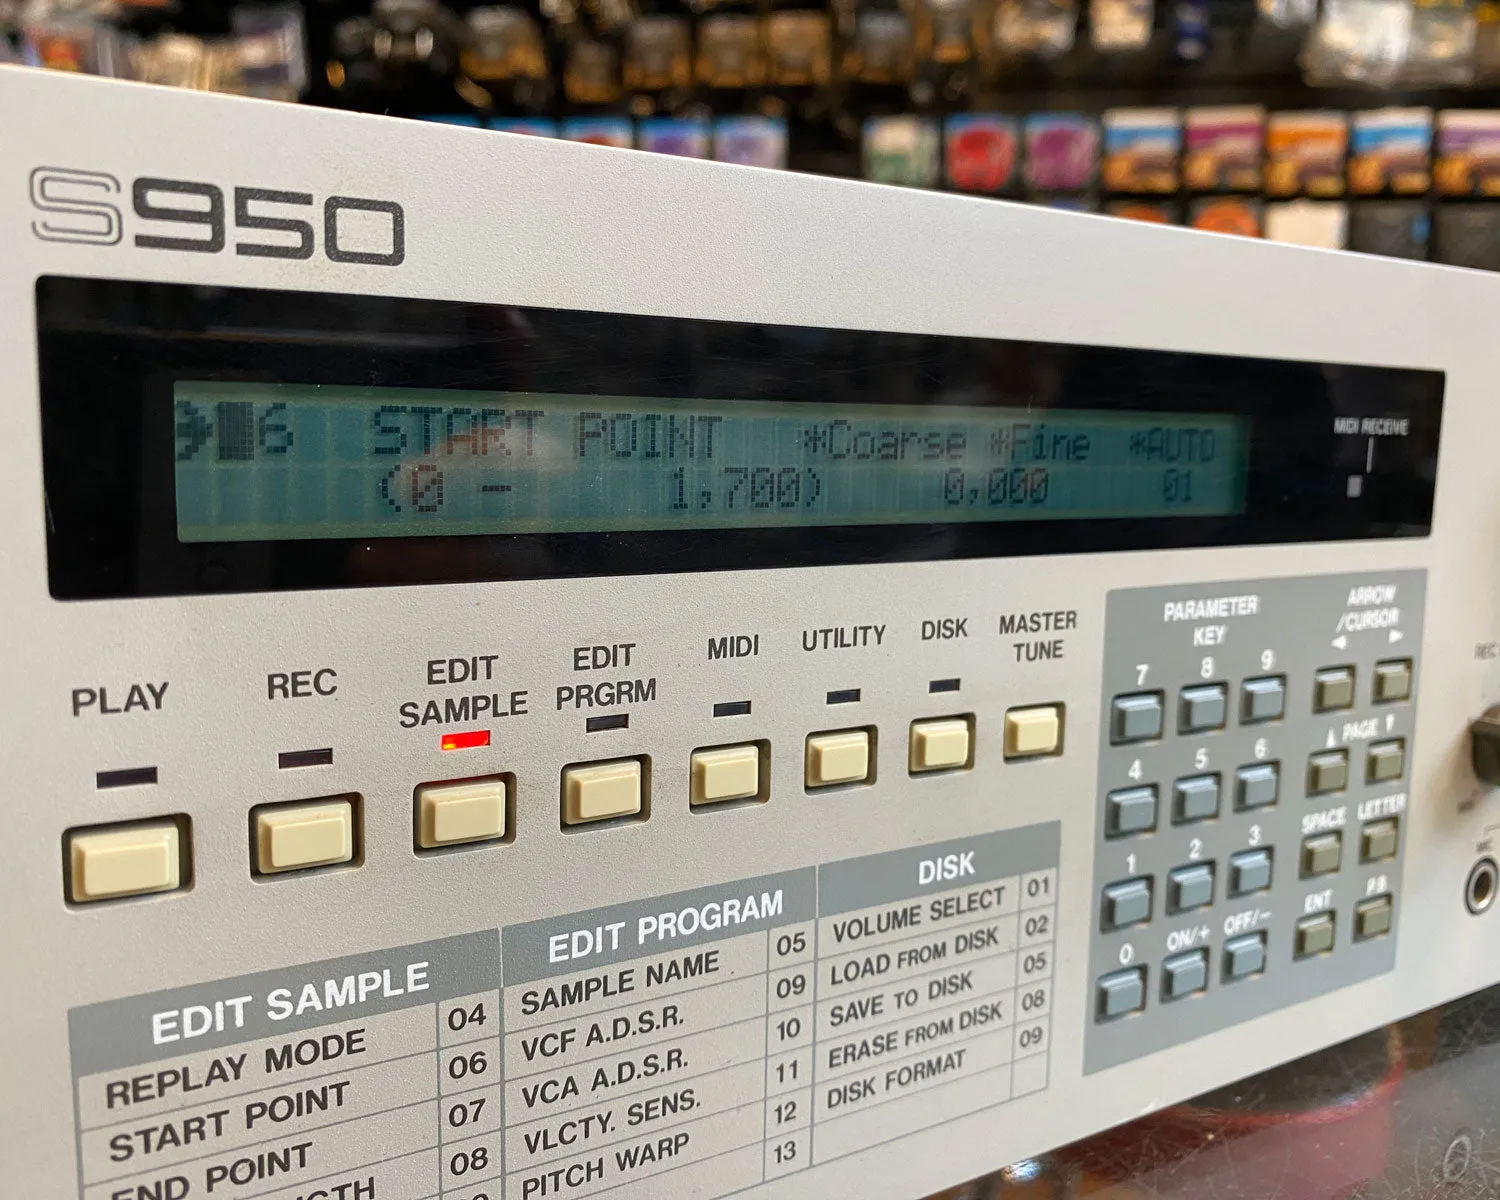 S950
6 START POINT *Coarse *Fine *AUTO
(0 - 1,700) 0,000 01
MIDI RECEIVE
PLAY
REC
EDIT
SAMPLE
EDIT
PRGRM
MIDI
UTILITY
DISK
MASTER
TUNE
PARAMETER
KEY
ARROW
/CURSOR
7 8 9
PAGE
4 5 6
SPACE LETTER
1 2 3
ENT P.B
0 ON/+ OFF/-
REC
MIC
EDIT SAMPLE
REPLAY MODE 04
START POINT 06
END POINT 07
08
EDIT PROGRAM
SAMPLE NAME 05
VCF A.D.S.R. 09
VCA A.D.S.R. 10
VLCTY. SENS. 11
PITCH WARP 12
13
DISK
VOLUME SELECT 01
LOAD FROM DISK 02
SAVE TO DISK 05
ERASE FROM DISK 08
DISK FORMAT 09